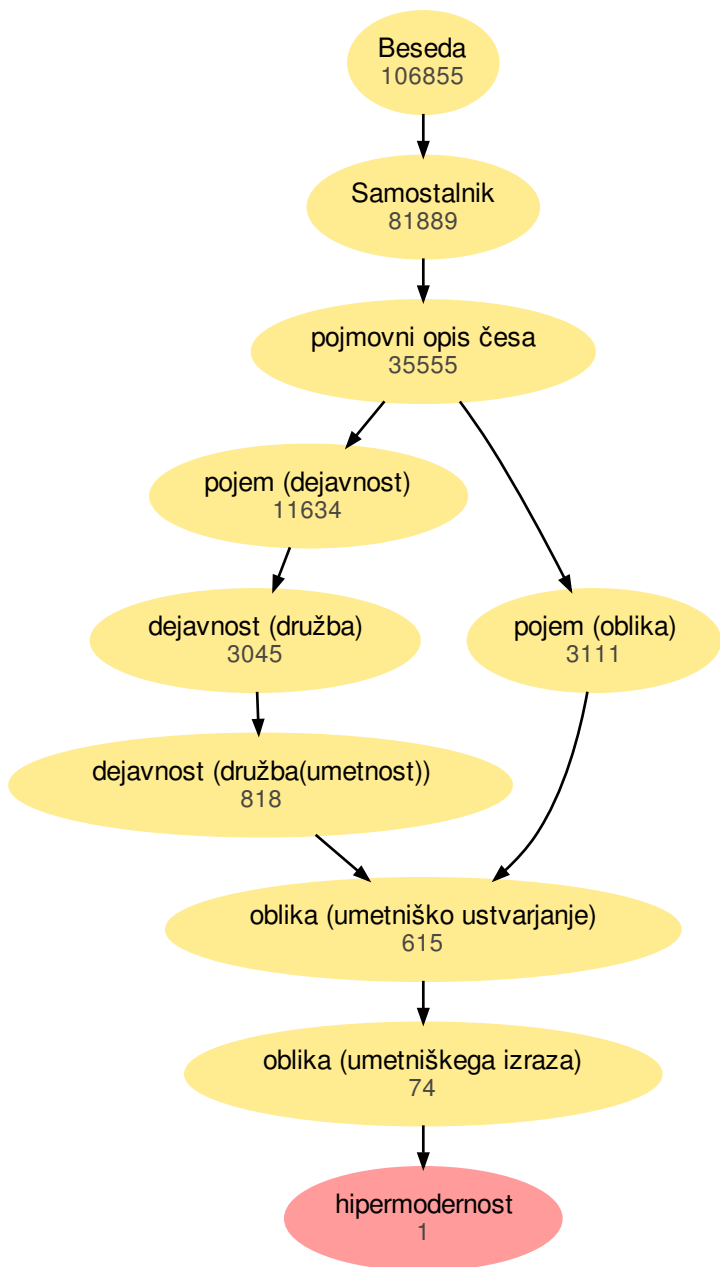 Beseda
106855
Samostalnik
81889
pojmovni opis česa
35555
pojem (dejavnost)
11634
dejavnost (družba)
3045
pojem (oblika)
3111
dejavnost (družba(umetnost))
818
oblika (umetniško ustvarjanje)
615
oblika (umetniškega izraza)
74
hipermodernost
1